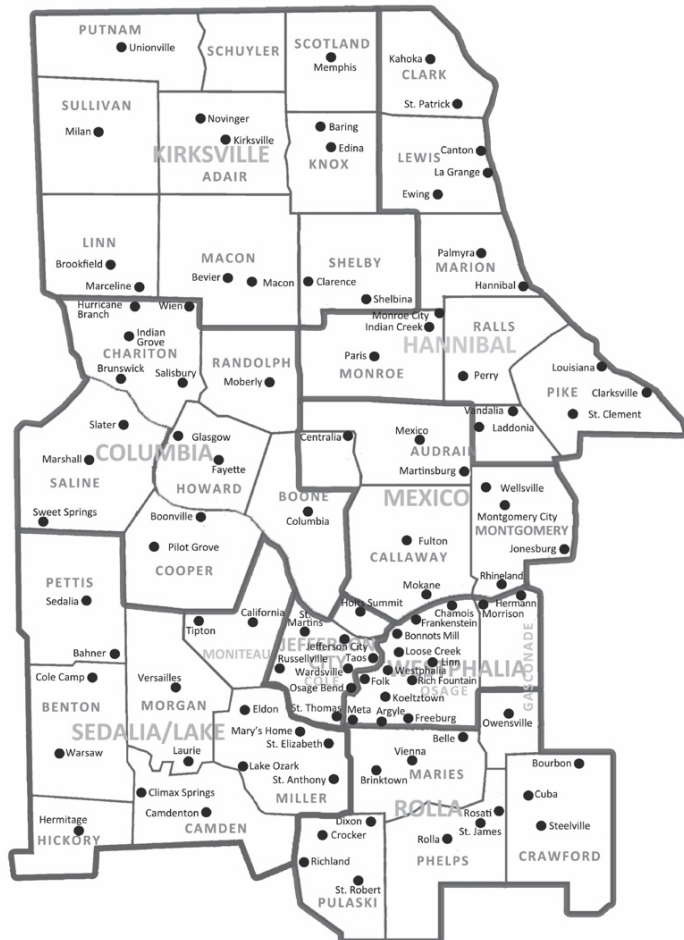 PUTNAM
Unionville
SCHUYLER
SCOTLAND
Memphis
Kahoka
CLARK
St. Patrick
SULLIVAN
Milan
Novinger
Kirksville
KIRKSVILLE
ADAIR
Baring
Edina
KNOX
LEWIS
Canton
La Grange
Ewing
LINN
Brookfield
Marceline
MACON
Bevier
Macon
SHELBY
Clarence
Shelbina
Palmyra
MARION
Hannibal
Hurricane
Branch
Wien
Indian
Grove
CHARITON
Brunswick
Salisbury
RANDOLPH
Moberly
Monroe City
Indian Creek
HANNIBAL
Paris
MONROE
RALLS
Perry
Louisiana
PIKE
Clarksville
St. Clement
Vandalia
Laddonia
Slater
COLUMBIA
Glasgow
Marshall
Fayette
SALINE
HOWARD
Sweet Springs
Centralia
Mexico
AUDRAIN
Martinsburg
MEXICO
BOONE
Columbia
Wellsville
Montgomery City
MONTGOMERY
Jonesburg
Boonville
Pilot Grove
COOPER
Fulton
CALLAWAY
Mokane
Rhineland
PETTIS
Sedalia
Bahner
California
Tipton
MONITEAU
Holts Summit
St.
Martins
JEFFERSON
CITY
Jefferson City
Taos
Russellville
Wardsville
COLE
Osage Bend
St. Thomas
Chamois
Hermann
Morrison
Frankenstein
Bonnots Mill
Loose Creek
Linn
WESTPHALIA
Westphalia
Folk
Rich Fountain
OSAGE
Koeltztown
Meta
Argyle
Freeburg
GASCONADE
Owensville
Cole Camp
BENTON
Warsaw
Versailles
MORGAN
SEDALIA/LAKE
Laurie
Eldon
Mary's Home
St. Elizabeth
Lake Ozark
St. Anthony
MILLER
Belle
Vienna
Brinktown
MARIES
Bourbon
Cuba
Steelville
CRAWFORD
Hermitage
HICKORY
Climax Springs
Camdenton
CAMDEN
ROLLA
Rosati
St. James
Rolla
PHELPS
Dixon
Crocker
Richland
St. Robert
PULASKI